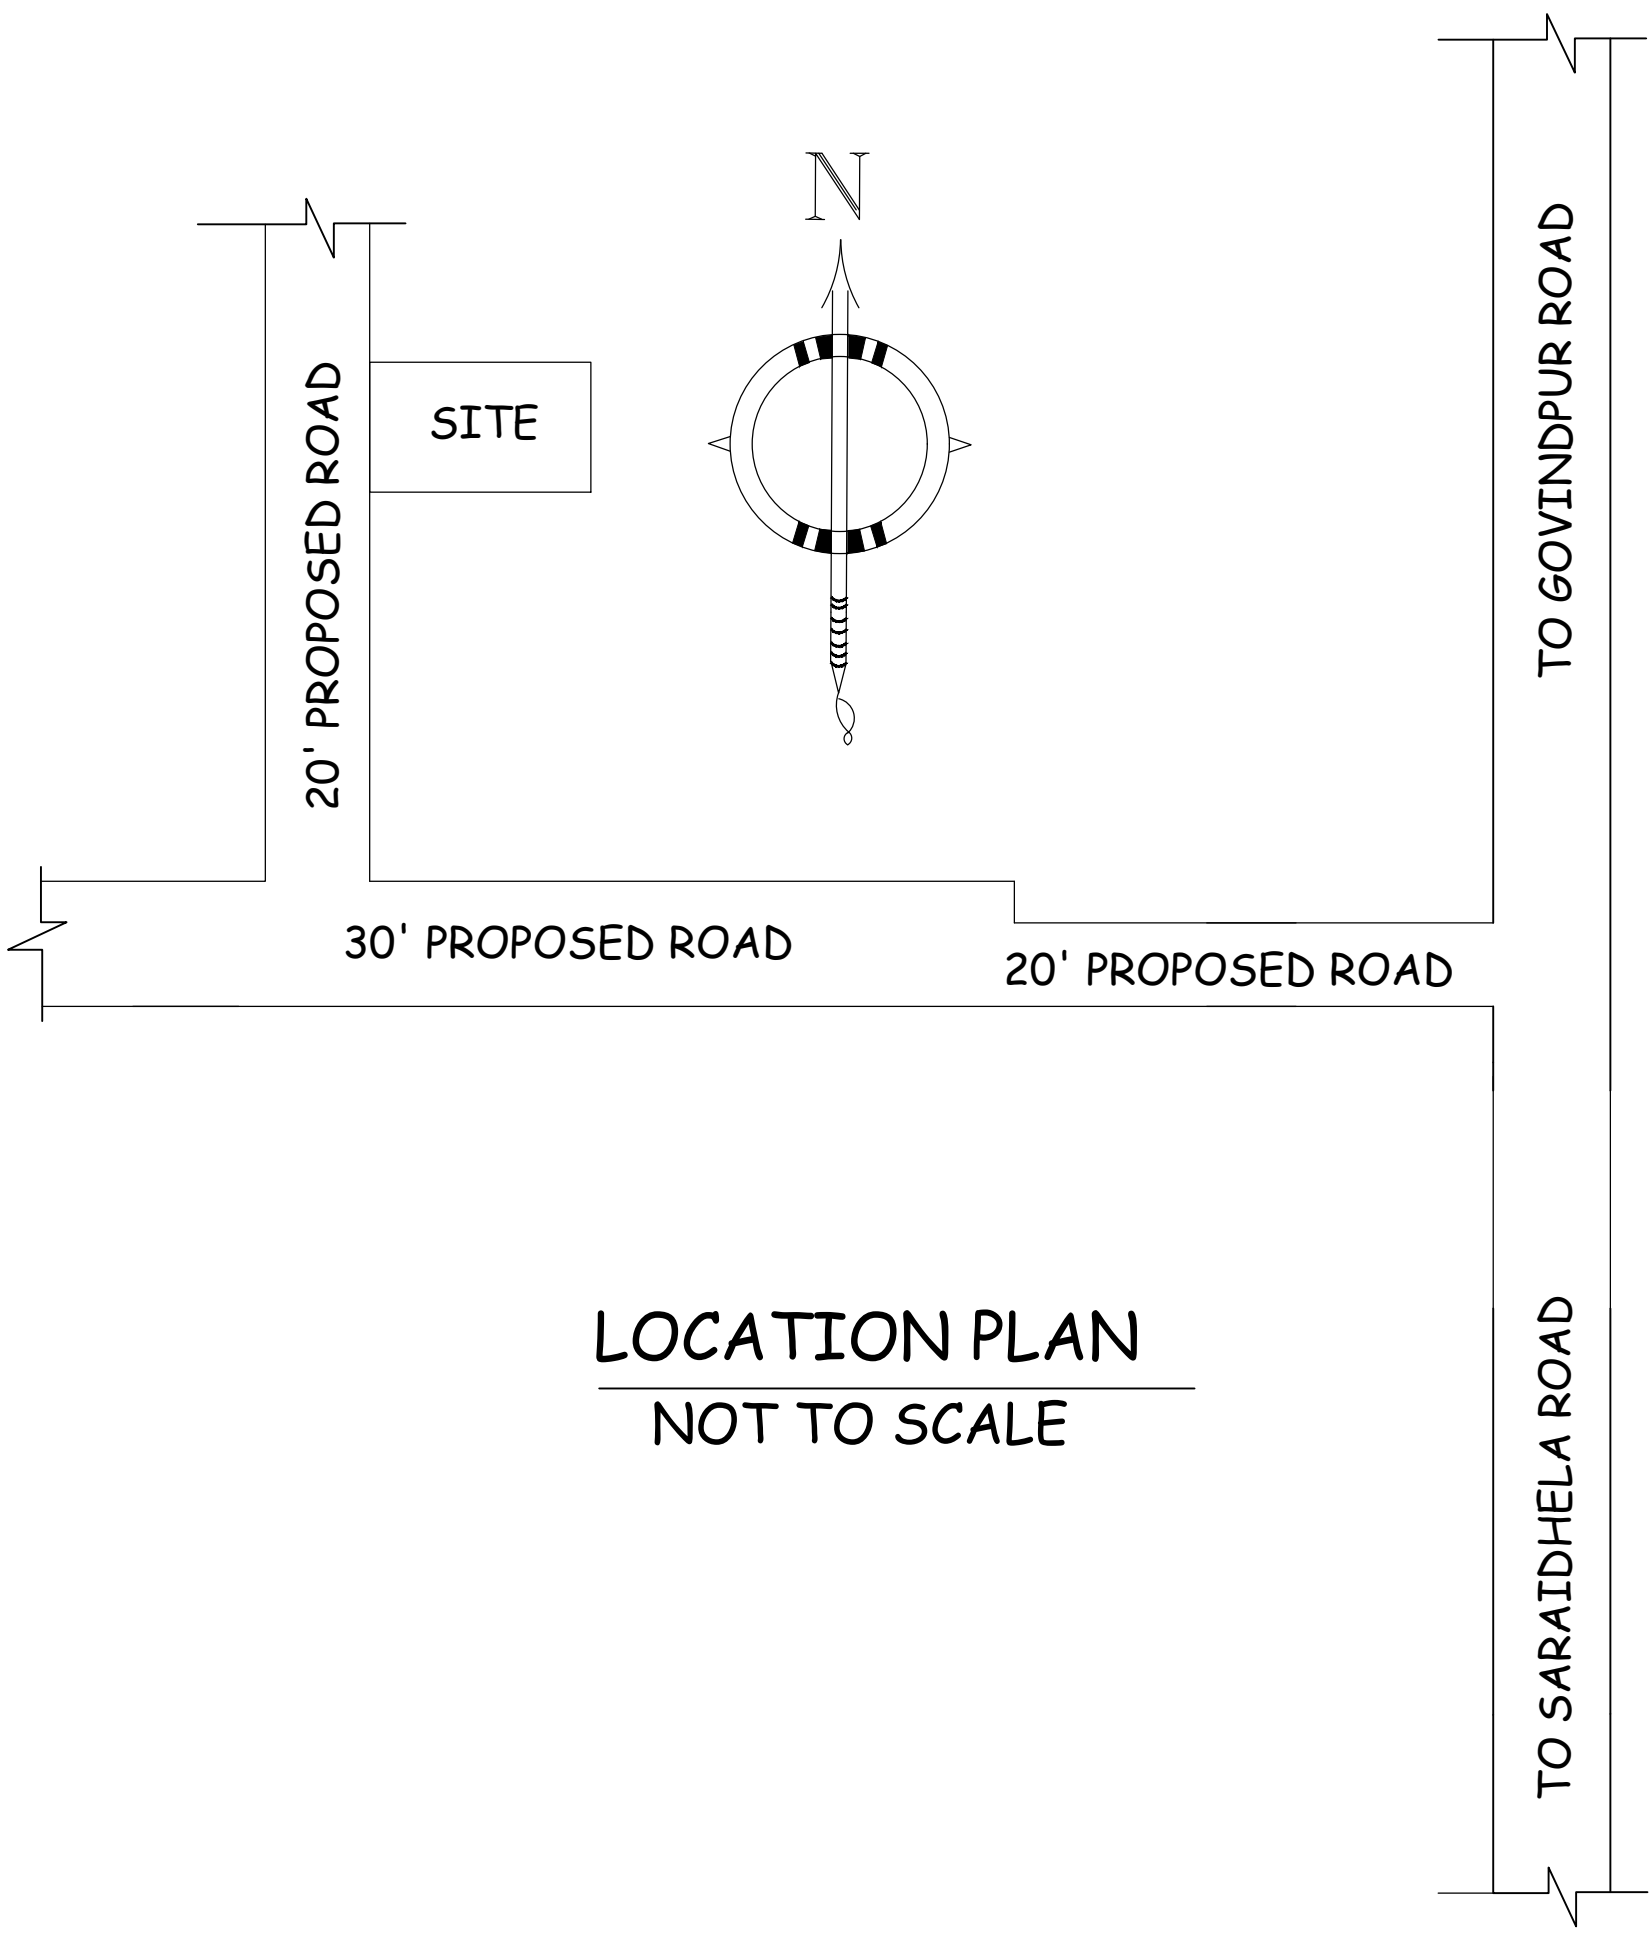 N
TO GOVINDPUR ROAD
SITE
20' PROPOSED ROAD
30' PROPOSED ROAD
20' PROPOSED ROAD
LOCATION PLAN
NOT TO SCALE
TO SARAIDHELA ROAD